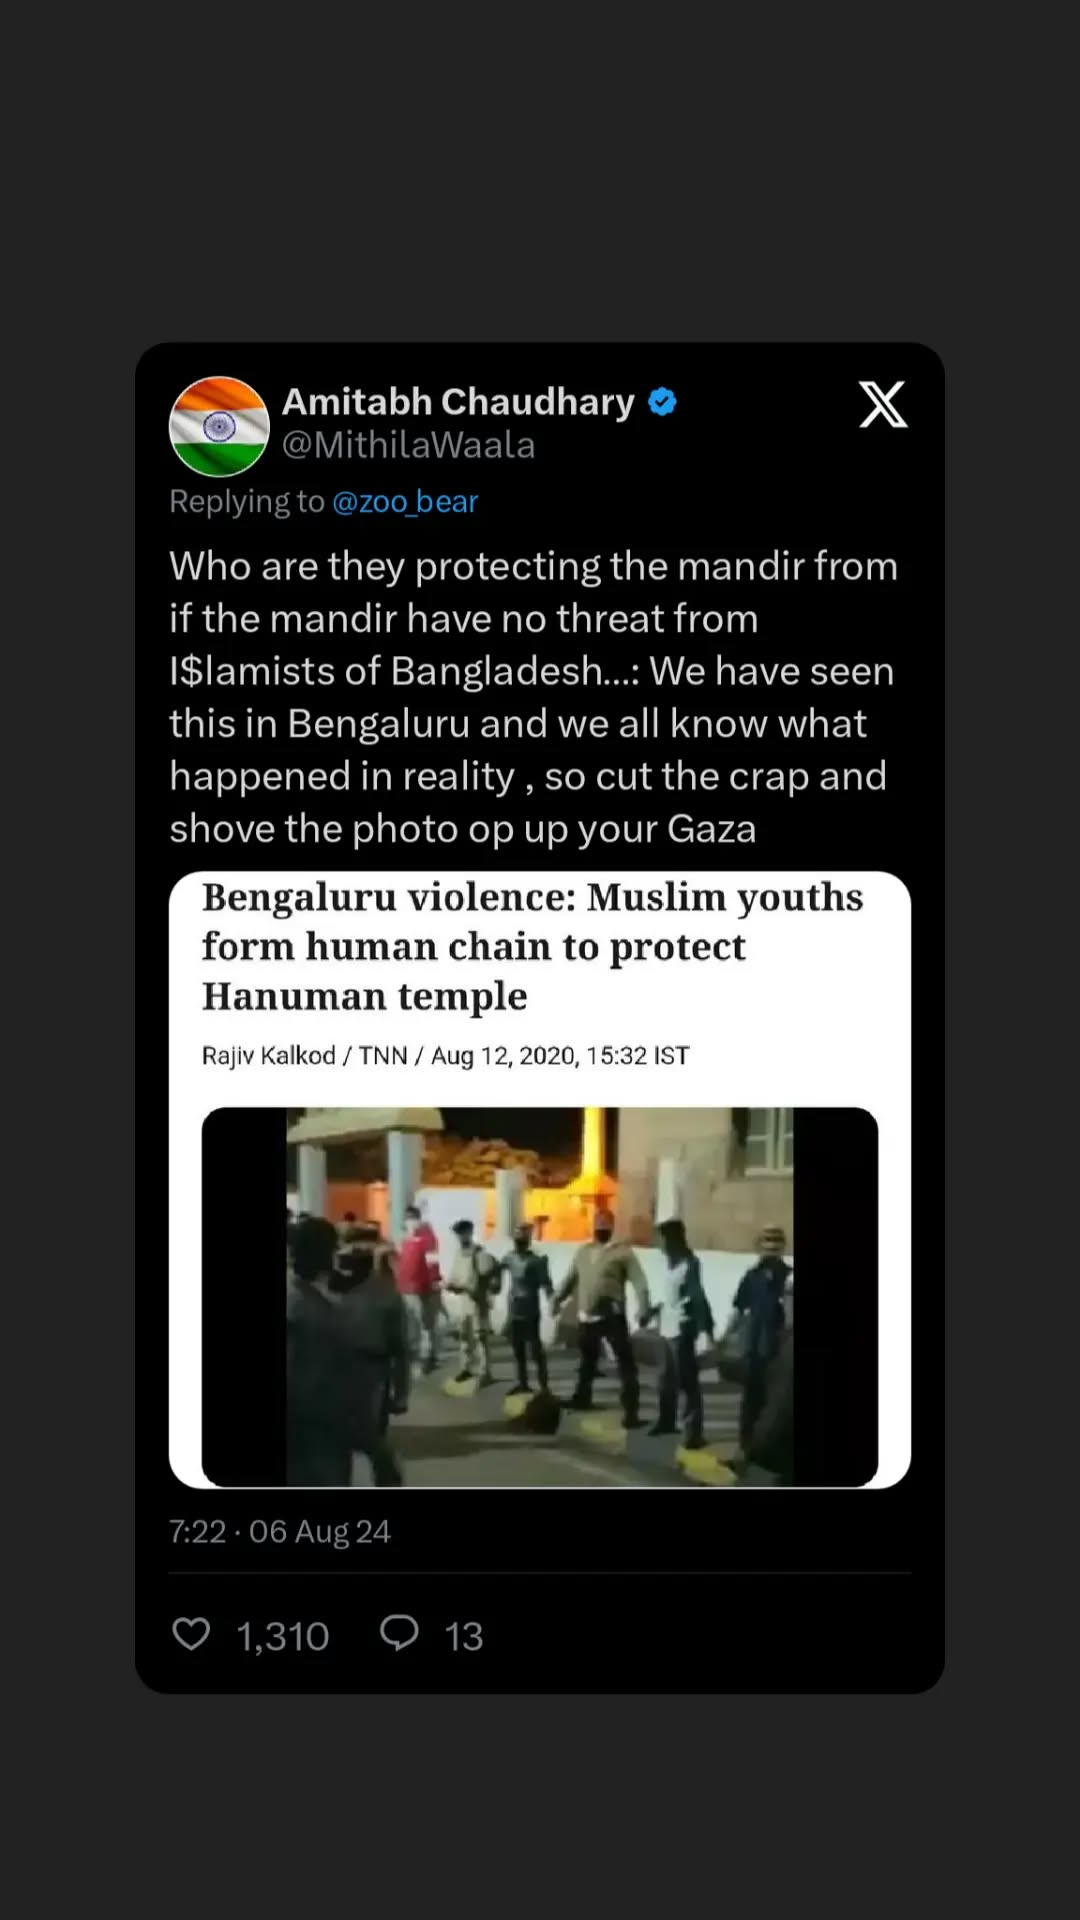 Amitabh Chaudhary
@MithilaWaala
Replying to @zoo_bear
Who are they protecting the mandir from
if the mandir have no threat from
I$lamists of Bangladesh...: We have seen
this in Bengaluru and we all know what
happened in reality , so cut the crap and
shove the photo op up your Gaza
Bengaluru violence: Muslim youths
form human chain to protect
Hanuman temple
Rajiv Kalkod / TNN / Aug 12, 2020, 15:32 IST
7:22 · 06 Aug 24
1,310 13